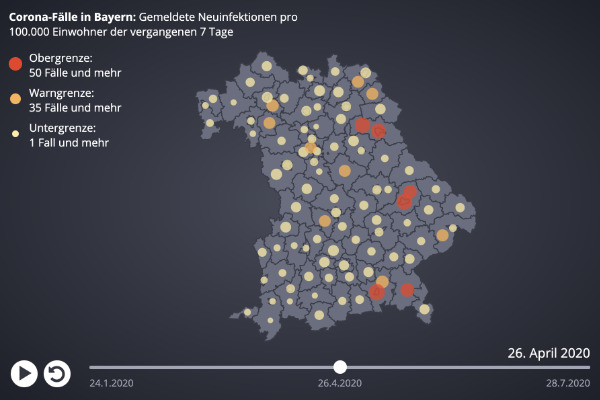 Corona-Fälle in Bayern: Gemeldete Neuinfektionen pro
100.000 Einwohner der vergangenen 7 Tage
Obergrenze:
50 Fälle und mehr
Warngrenze:
35 Fälle und mehr
Untergrenze:
1 Fall und mehr
26. April 2020
24.1.2020
26.4.2020
28.7.2020